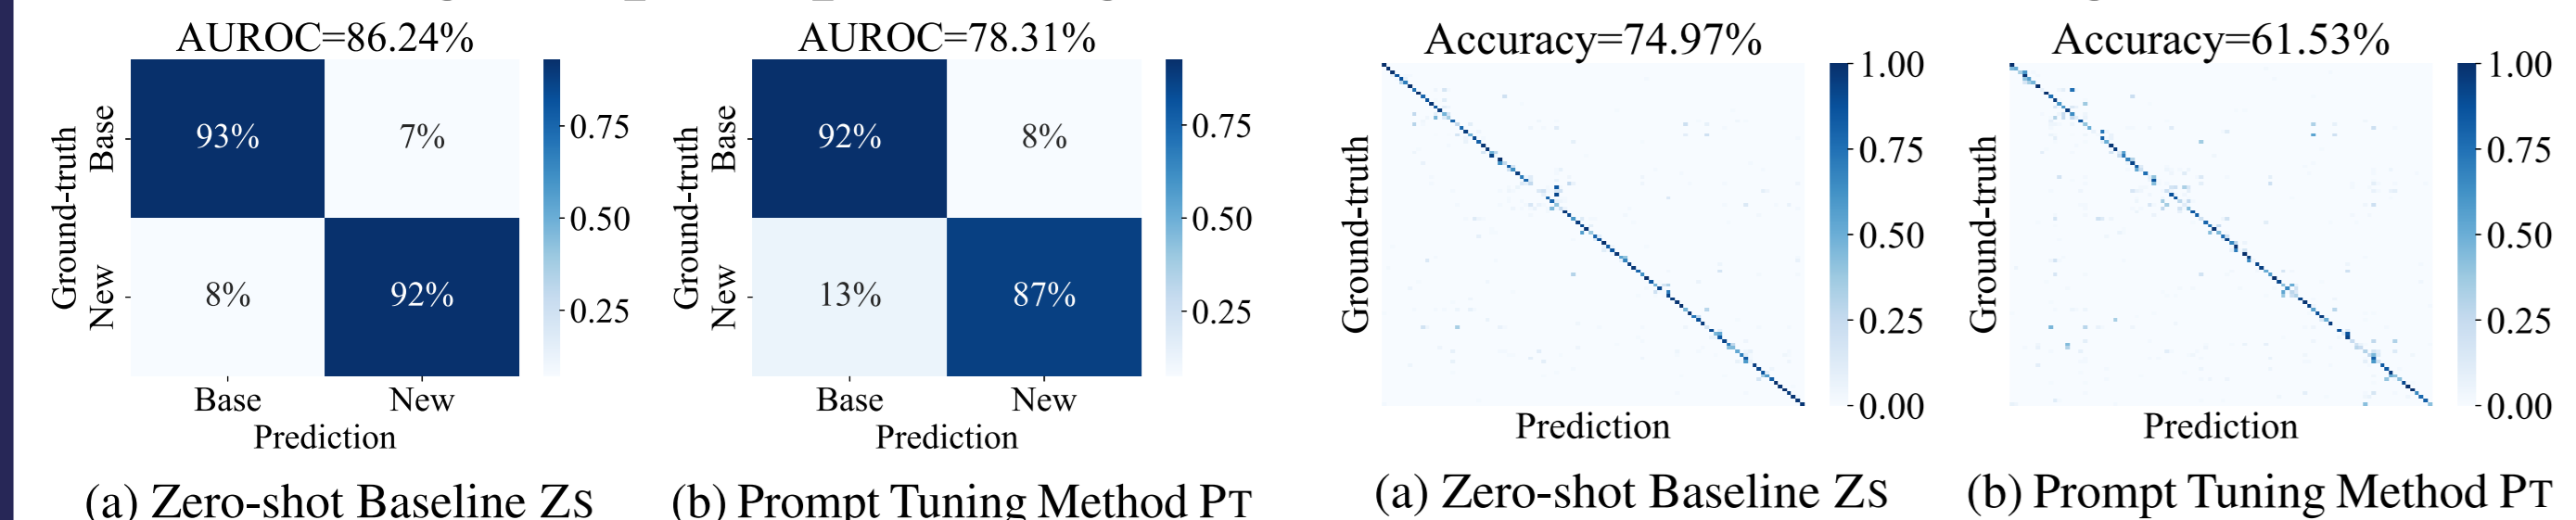 AUROC=86.24%
Ground-truth
Base
New
93%
7%
8%
92%
0.75
0.50
0.25
Base
New
Prediction
(a) Zero-shot Baseline ZS
AUROC=78.31%
Ground-truth
Base
New
92%
8%
13%
87%
0.75
0.50
0.25
Base
New
Prediction
(b) Prompt Tuning Method PT
Accuracy=74.97%
Ground-truth
1.00
0.75
0.50
0.25
0.00
Prediction
(a) Zero-shot Baseline ZS
Accuracy=61.53%
Ground-truth
1.00
0.75
0.50
0.25
0.00
Prediction
(b) Prompt Tuning Method PT